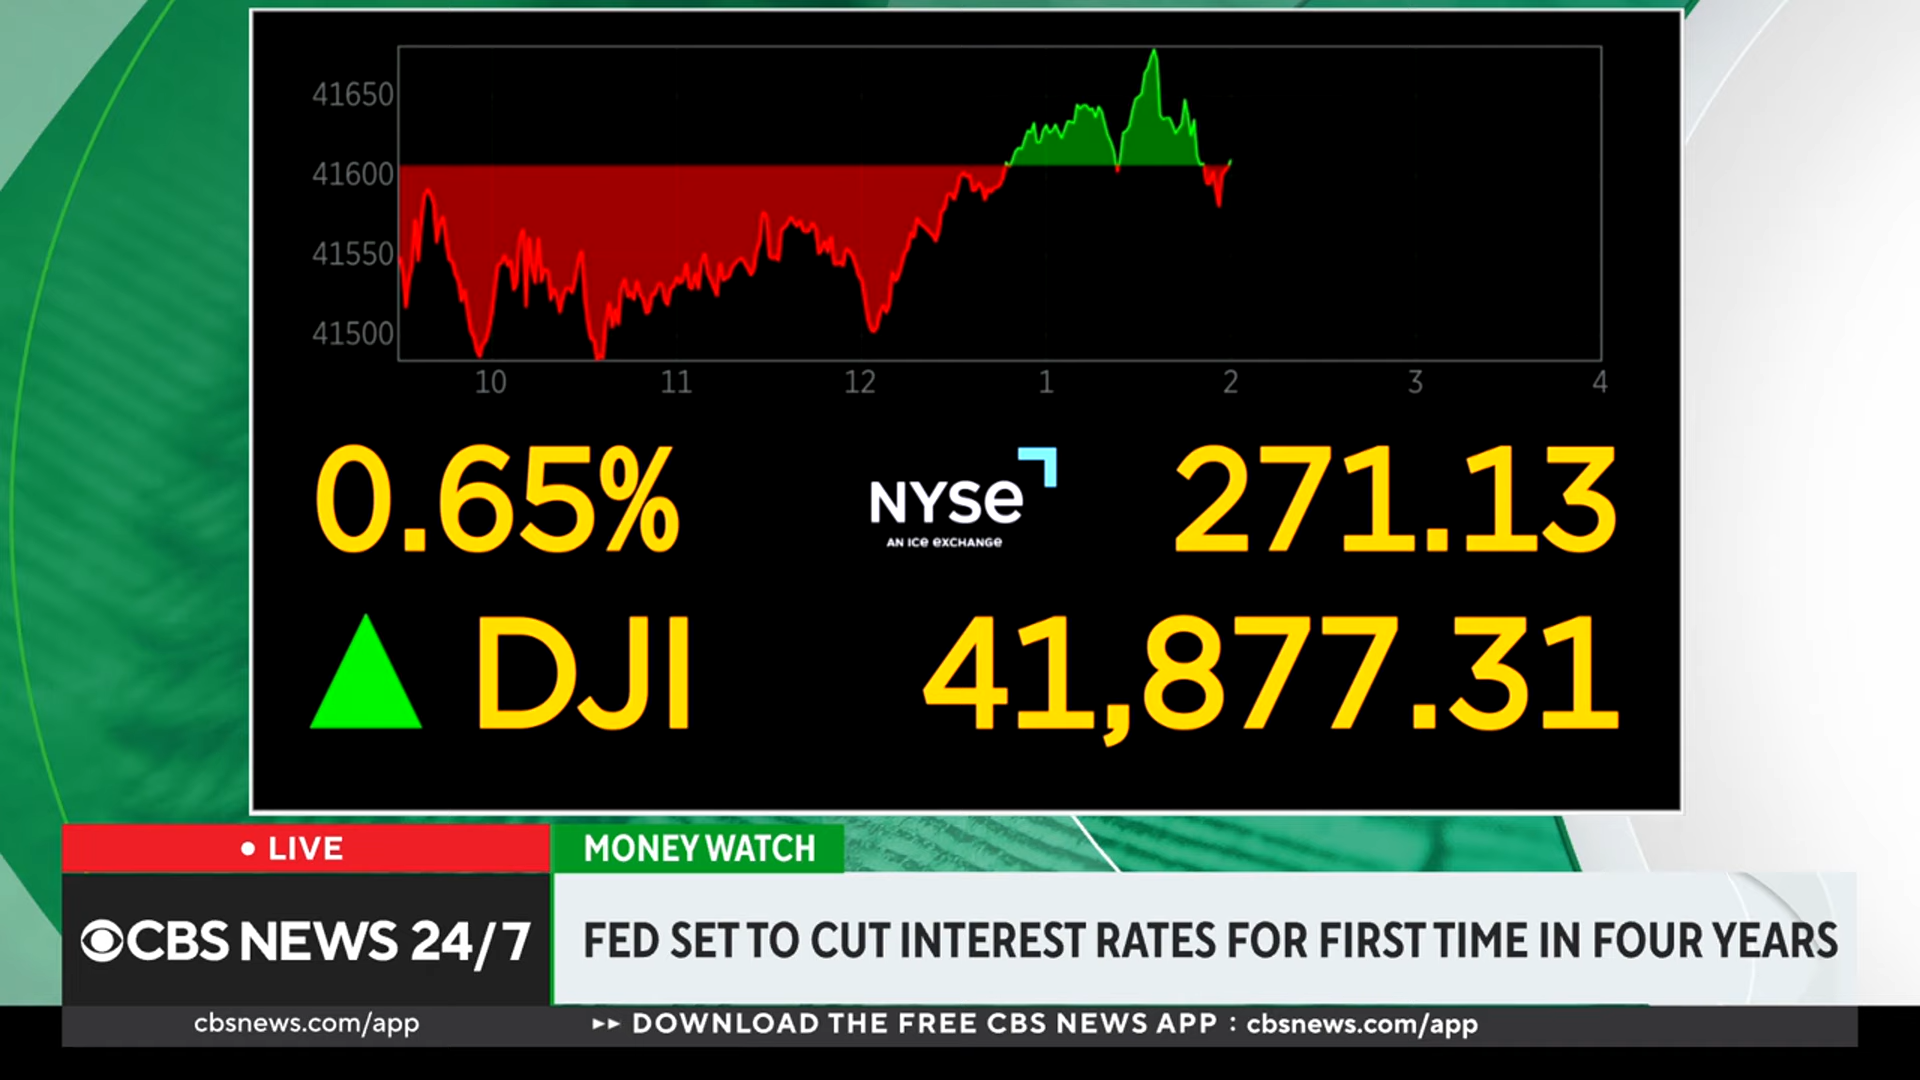 41650
41600
41550
41500
10 11 12 1 2 3 4
0.65% NYSE 271.13
AN ICE EXCHANGE
DJI 41,877.31
• LIVE MONEY WATCH
CBS NEWS 24/7 FED SET TO CUT INTEREST RATES FOR FIRST TIME IN FOUR YEARS
cbsnews.com/app DOWNLOAD THE FREE CBS NEWS APP : cbsnews.com/app